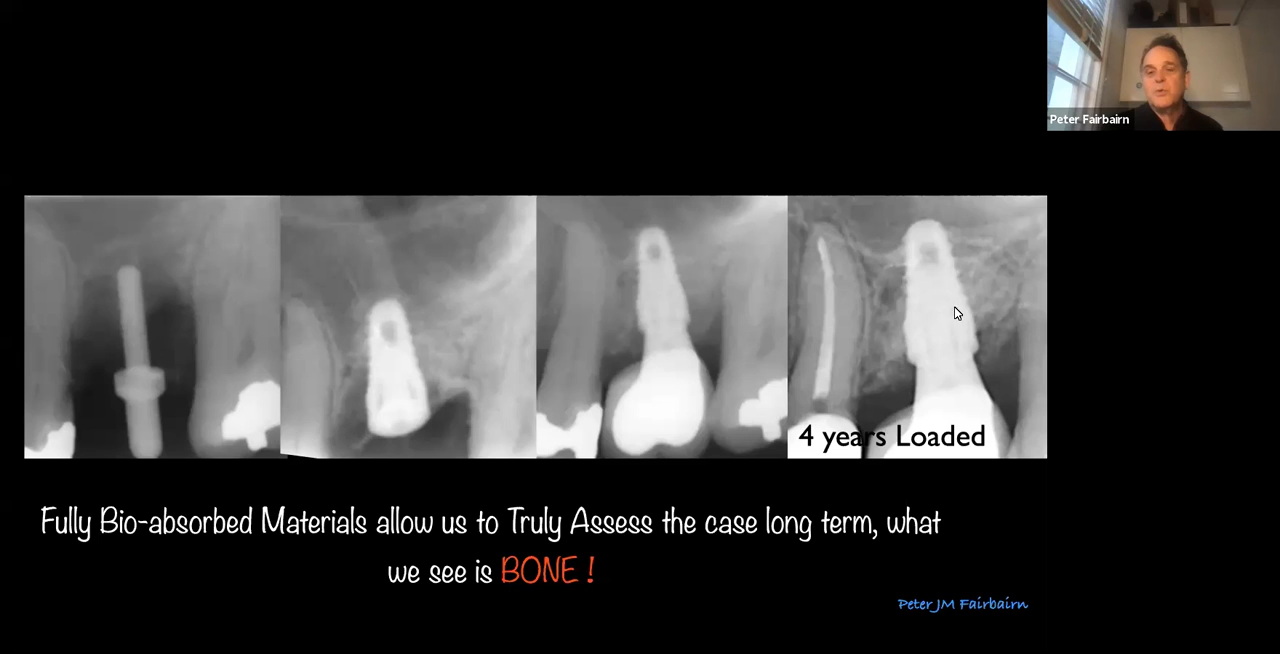 Peter Fairbairn
4 years Loaded
Fully Bio-absorbed Materials allow us to Truly Assess the case long term, what
we see is BONE !
Peter JM Fairbairn